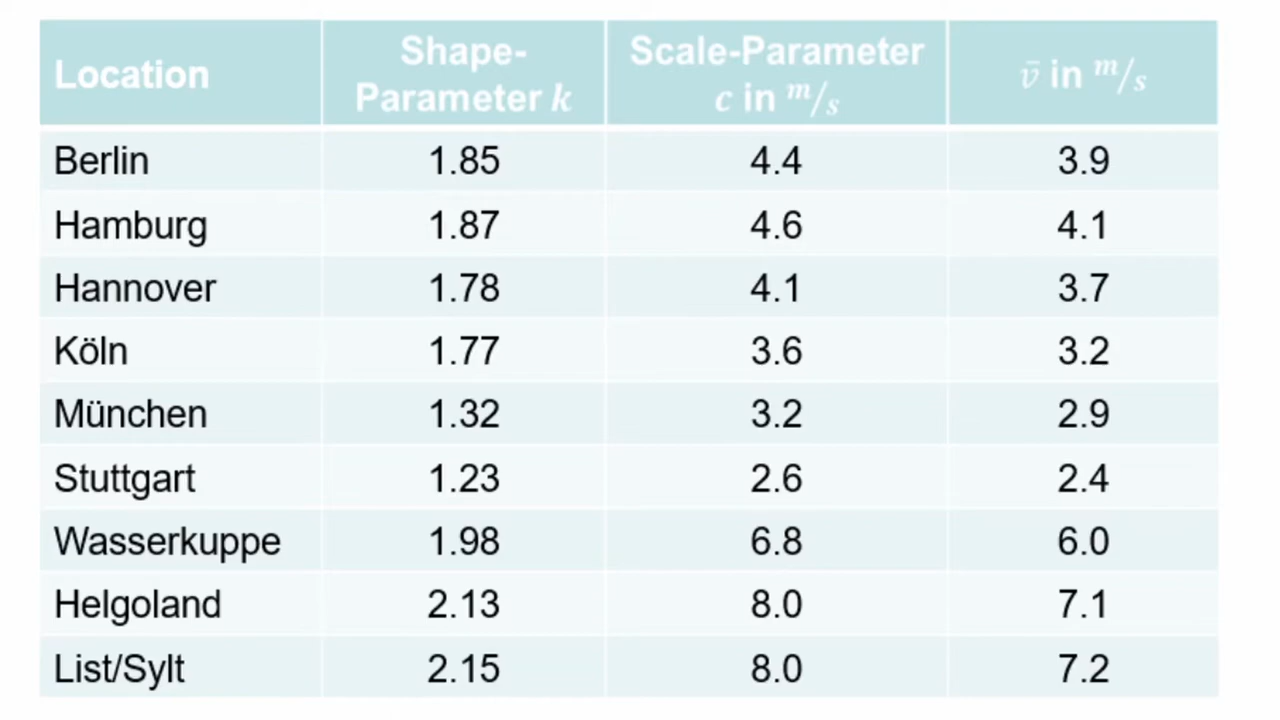 Location Shape-Parameter k Scale-Parameter c in m/s v̄ in m/s
Berlin 1.85 4.4 3.9
Hamburg 1.87 4.6 4.1
Hannover 1.78 4.1 3.7
Köln 1.77 3.6 3.2
München 1.32 3.2 2.9
Stuttgart 1.23 2.6 2.4
Wasserkuppe 1.98 6.8 6.0
Helgoland 2.13 8.0 7.1
List/Sylt 2.15 8.0 7.2